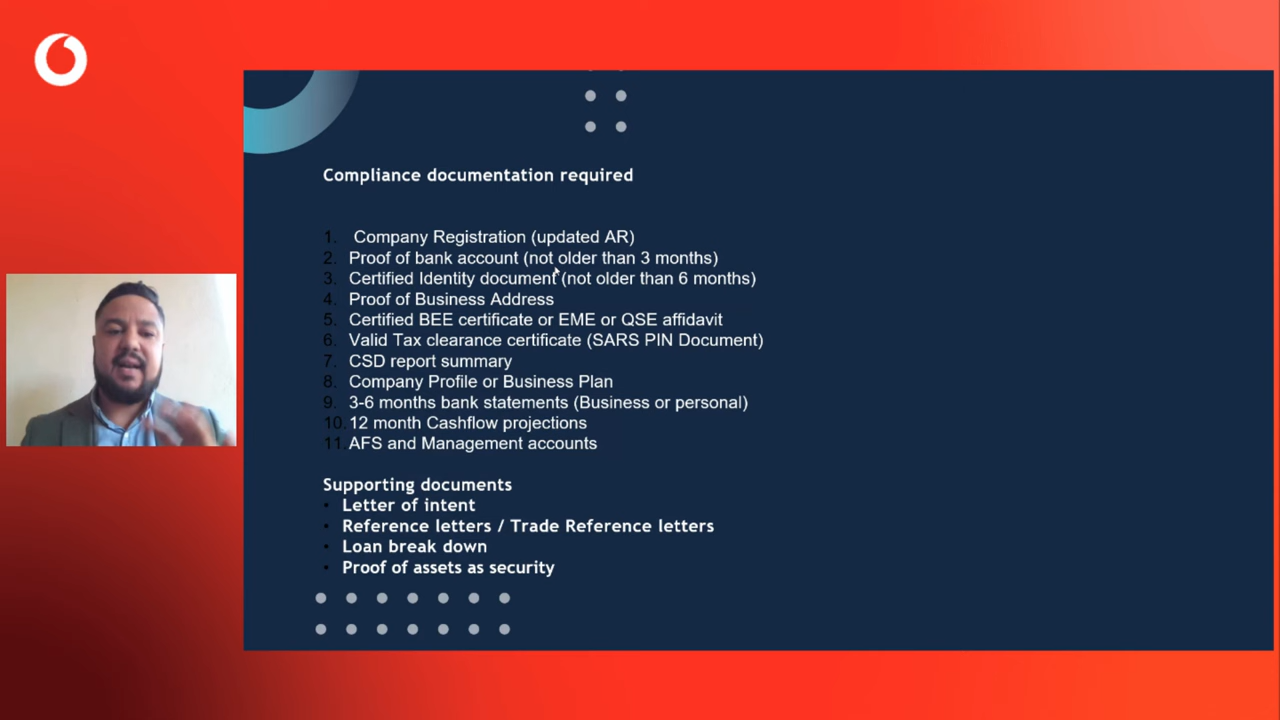 Compliance documentation required
1. Company Registration (updated AR)
2. Proof of bank account (not older than 3 months)
3. Certified Identity document (not older than 6 months)
4. Proof of Business Address
5. Certified BEE certificate or EME or QSE affidavit
6. Valid Tax clearance certificate (SARS PIN Document)
7. CSD report summary
8. Company Profile or Business Plan
9. 3-6 months bank statements (Business or personal)
10. 12 month Cashflow projections
11. AFS and Management accounts
Supporting documents
• Letter of intent
• Reference letters / Trade Reference letters
• Loan break down
• Proof of assets as security